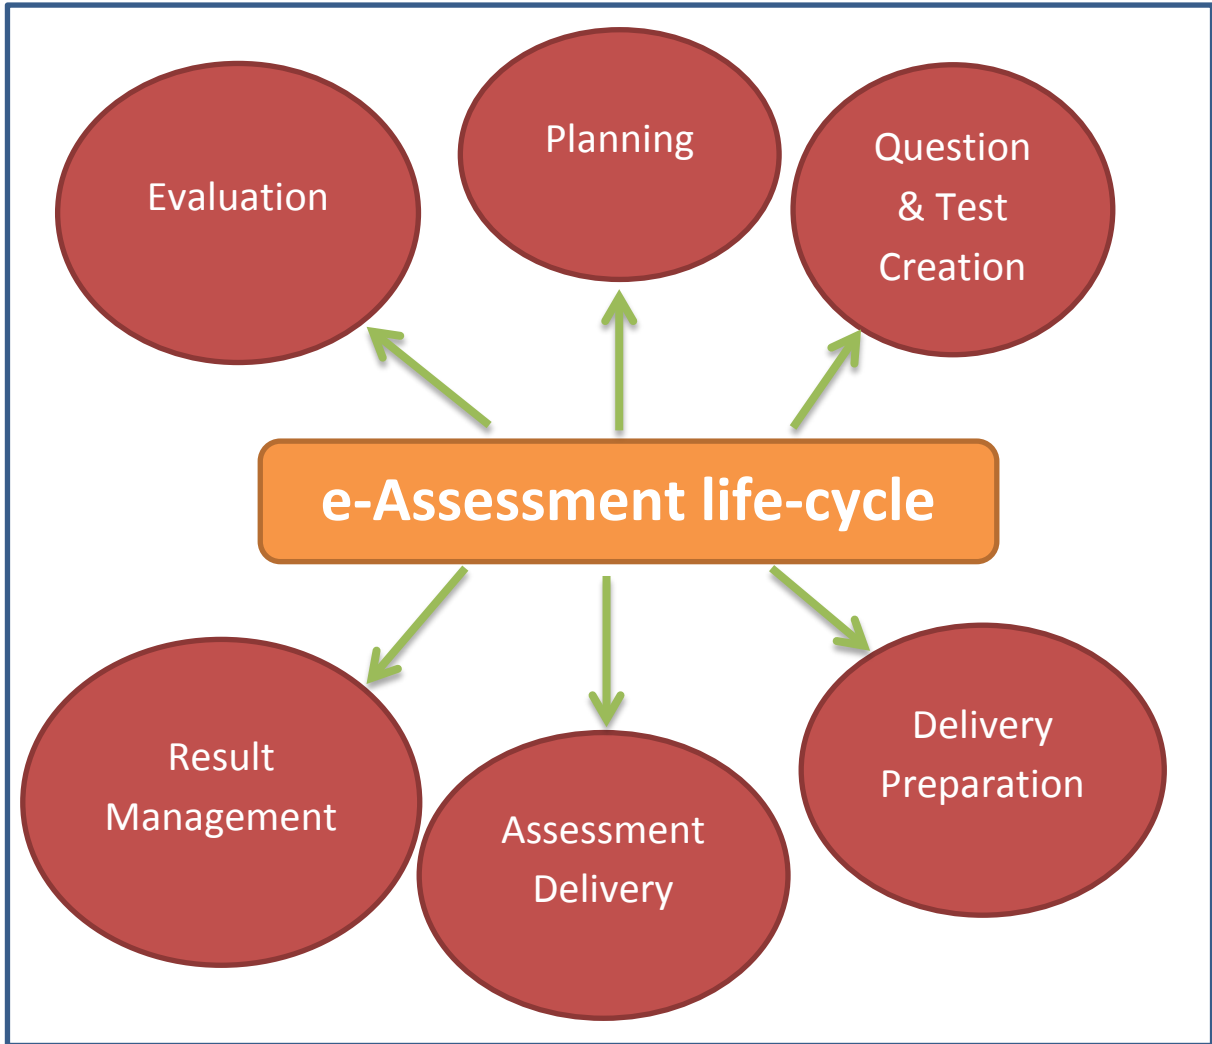 Planning
Question
& Test
Creation
Evaluation
e-Assessment life-cycle
Delivery
Preparation
Result
Management
Assessment
Delivery